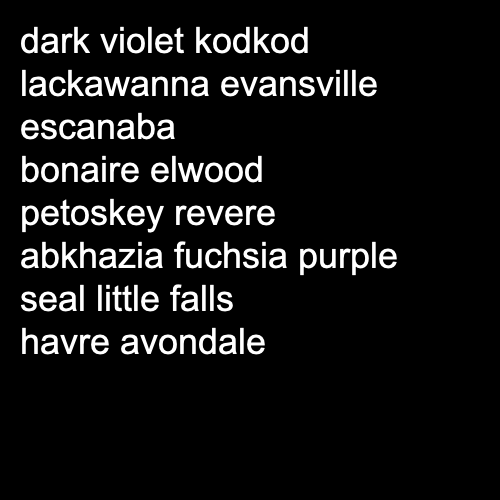 dark violet kodkod
lackawanna evansville
escanaba
bonaire elwood
petoskey revere
abkhazia fuchsia purple
seal little falls
havre avondale